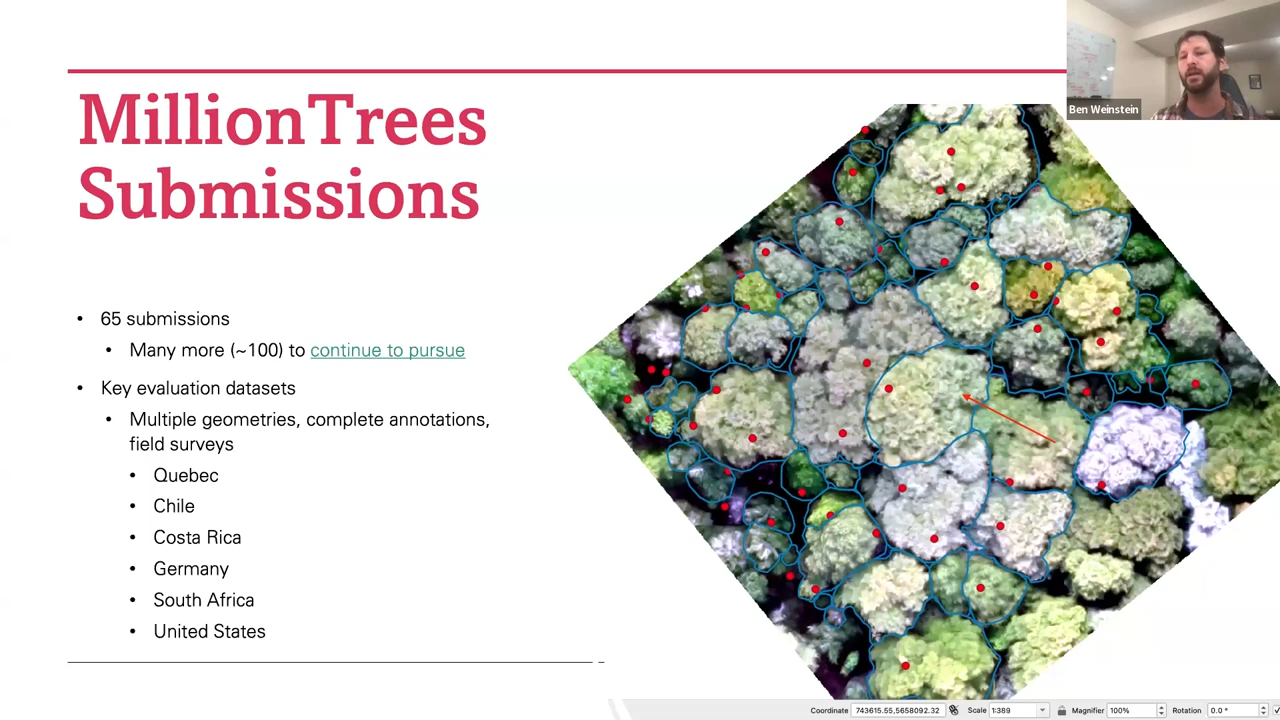 MillionTrees
Submissions
• 65 submissions
• Many more (~100) to continue to pursue
• Key evaluation datasets
• Multiple geometries, complete annotations,
field surveys
• Quebec
• Chile
• Costa Rica
• Germany
• South Africa
• United States
Ben Weinstein
Coordinate 743615.55,5658092.32 Scale 1:389 Magnifier 100% Rotation 0.0 °